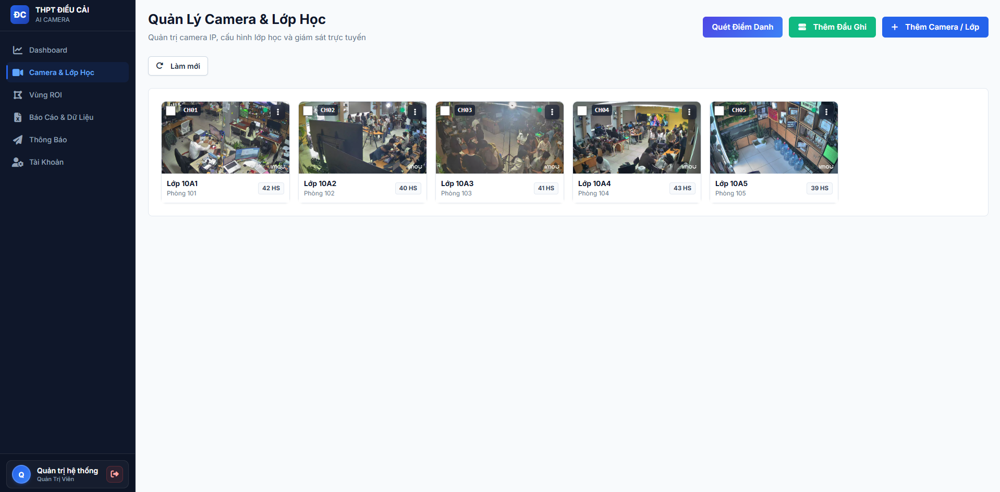 ĐC
THPT ĐIỂU CẢI
AI CAMERA
Dashboard
Camera & Lớp Học
Vùng ROI
Báo Cáo & Dữ Liệu
Thông Báo
Tài Khoản
Q
Quản trị hệ thống
Quản Trị Viên
Quản Lý Camera & Lớp Học
Quản trị camera IP, cấu hình lớp học và giám sát trực tuyến
Quét Điểm Danh
Thêm Đầu Ghi
Thêm Camera / Lớp
Làm mới
CH01
imou
Lớp 10A1
Phòng 101
42 HS
CH02
imou
Lớp 10A2
Phòng 102
40 HS
CH03
imou
Lớp 10A3
Phòng 103
41 HS
CH04
imou
Lớp 10A4
Phòng 104
43 HS
CH05
imou
Lớp 10A5
Phòng 105
39 HS